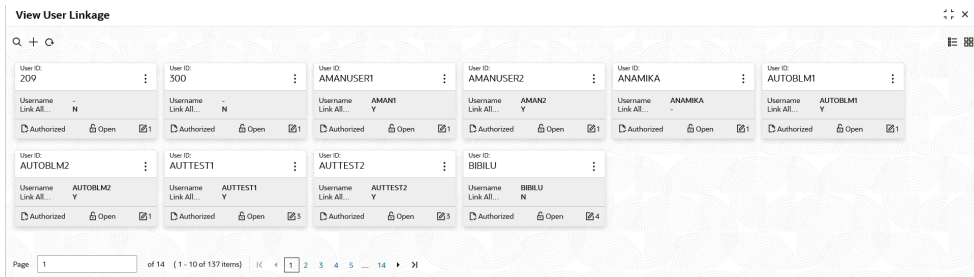 View User Linkage
User ID:
209
Username -
Link All... N
Authorized Open 1
User ID:
300
Username -
Link All... N
Authorized Open 1
User ID:
AMANUSER1
Username AMAN1
Link All... Y
Authorized Open 1
User ID:
AMANUSER2
Username AMAN2
Link All... Y
Authorized Open 1
User ID:
ANAMIKA
Username ANAMIKA
Link All... -
Authorized Open 1
User ID:
AUTOBLM1
Username AUTOBLM1
Link All... Y
Authorized Open 1
User ID:
AUTOBLM2
Username AUTOBLM2
Link All... Y
Authorized Open 1
User ID:
AUTTEST1
Username AUTTEST1
Link All... Y
Authorized Open 3
User ID:
AUTTEST2
Username AUTTEST2
Link All... Y
Authorized Open 3
User ID:
BIBILU
Username BIBILU
Link All... N
Authorized Open 4
Page 1 of 14 (1 - 10 of 137 items) 1 2 3 4 5 .... 14